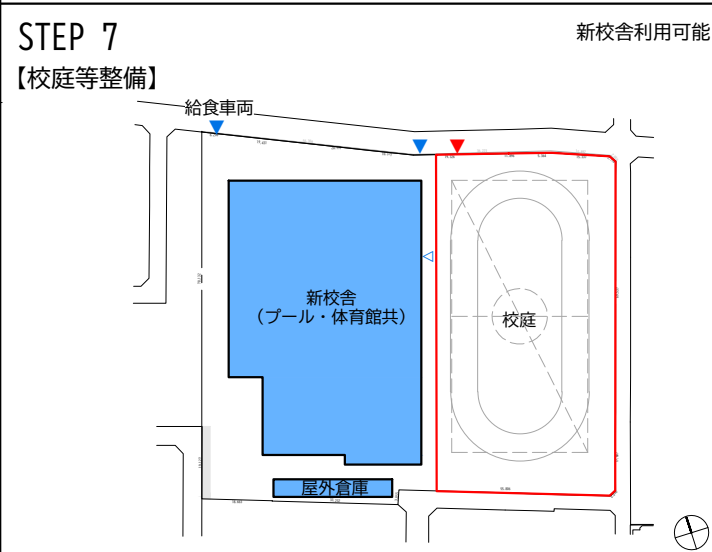 STEP 7
新校舎利用可能
【校庭等整備】
給食車両
新校舎
（プール・体育館共）
校庭
屋外倉庫